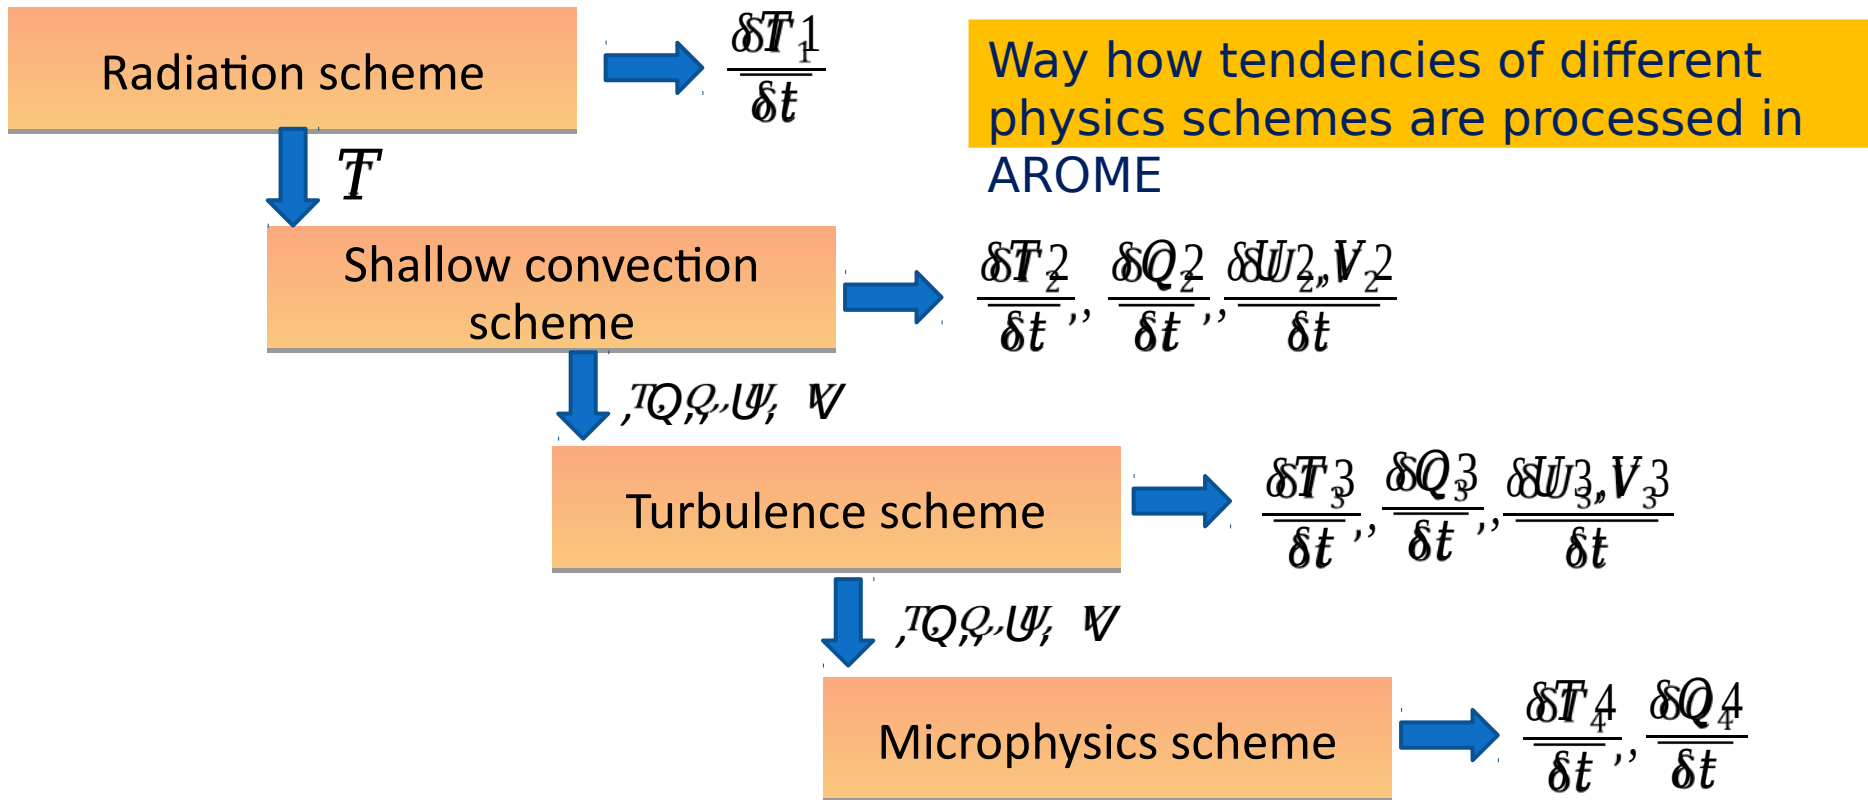 Radiation scheme
δT₁/δt
Way how tendencies of different
physics schemes are processed in
AROME
T
Shallow convection
scheme
δT₂/δt, δQ₂/δt, δU₂,V₂/δt
T, Q, U, V
Turbulence scheme
δT₃/δt, δQ₃/δt, δU₃,V₃/δt
T, Q, U, V
Microphysics scheme
δT₄/δt, δQ₄/δt